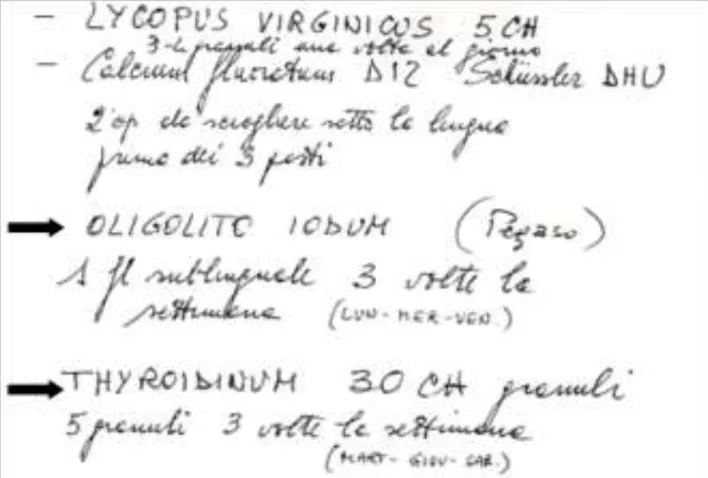 - LYCOPUS VIRGINICUS 5 CH
3-4 granuli una volta al giorno
- Calcium fluoratum D12 Schüssler DHU
2 cp da sciogliere sotto la lingua
prima dei 3 pasti
OLIGOLITO IODUM (Pegaso)
1 fl sublinguale 3 volte la
settimana (LUN-MER-VEN.)
THYROIDINUM 30 CH granuli
5 granuli 3 volte la settimana
(MART-GIOV-SAB.)